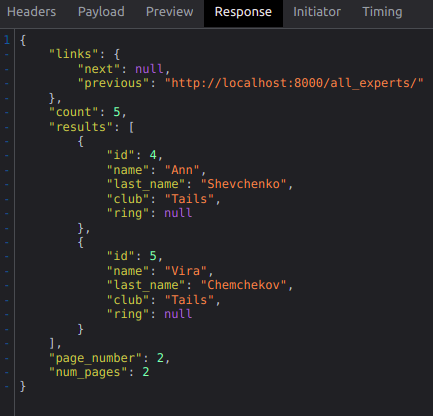 Headers Payload Preview Response Initiator Timing
1 {
- "links": {
- "next": null,
- "previous": "http://localhost:8000/all_experts/"
- },
- "count": 5,
- "results": [
- {
- "id": 4,
- "name": "Ann",
- "last_name": "Shevchenko",
- "club": "Tails",
- "ring": null
- },
- {
- "id": 5,
- "name": "Vira",
- "last_name": "Chemchekov",
- "club": "Tails",
- "ring": null
- }
- ],
- "page_number": 2,
- "num_pages": 2
- }